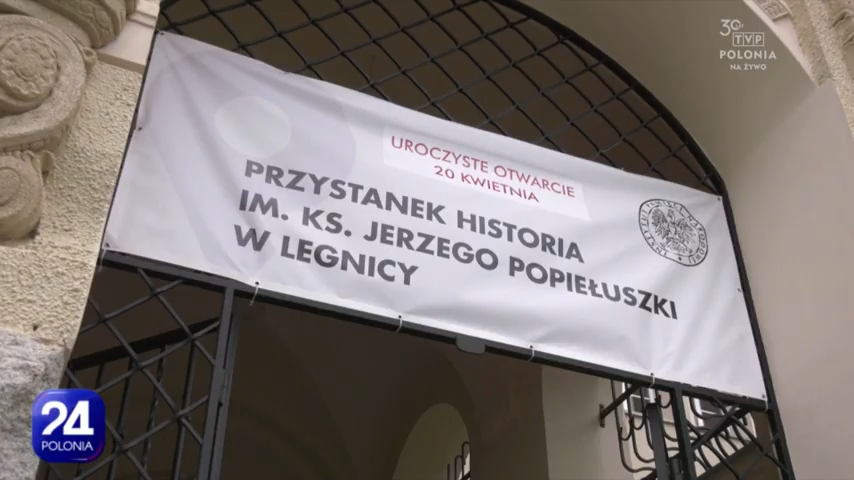 30
TVP
POLONIA
NA ŻYWO
UROCZYSTE OTWARCIE
20 KWIETNIA
PRZYSTANEK HISTORIA
IM. KS. JERZEGO POPIEŁUSZKI
W LEGNICY
24
POLONIA